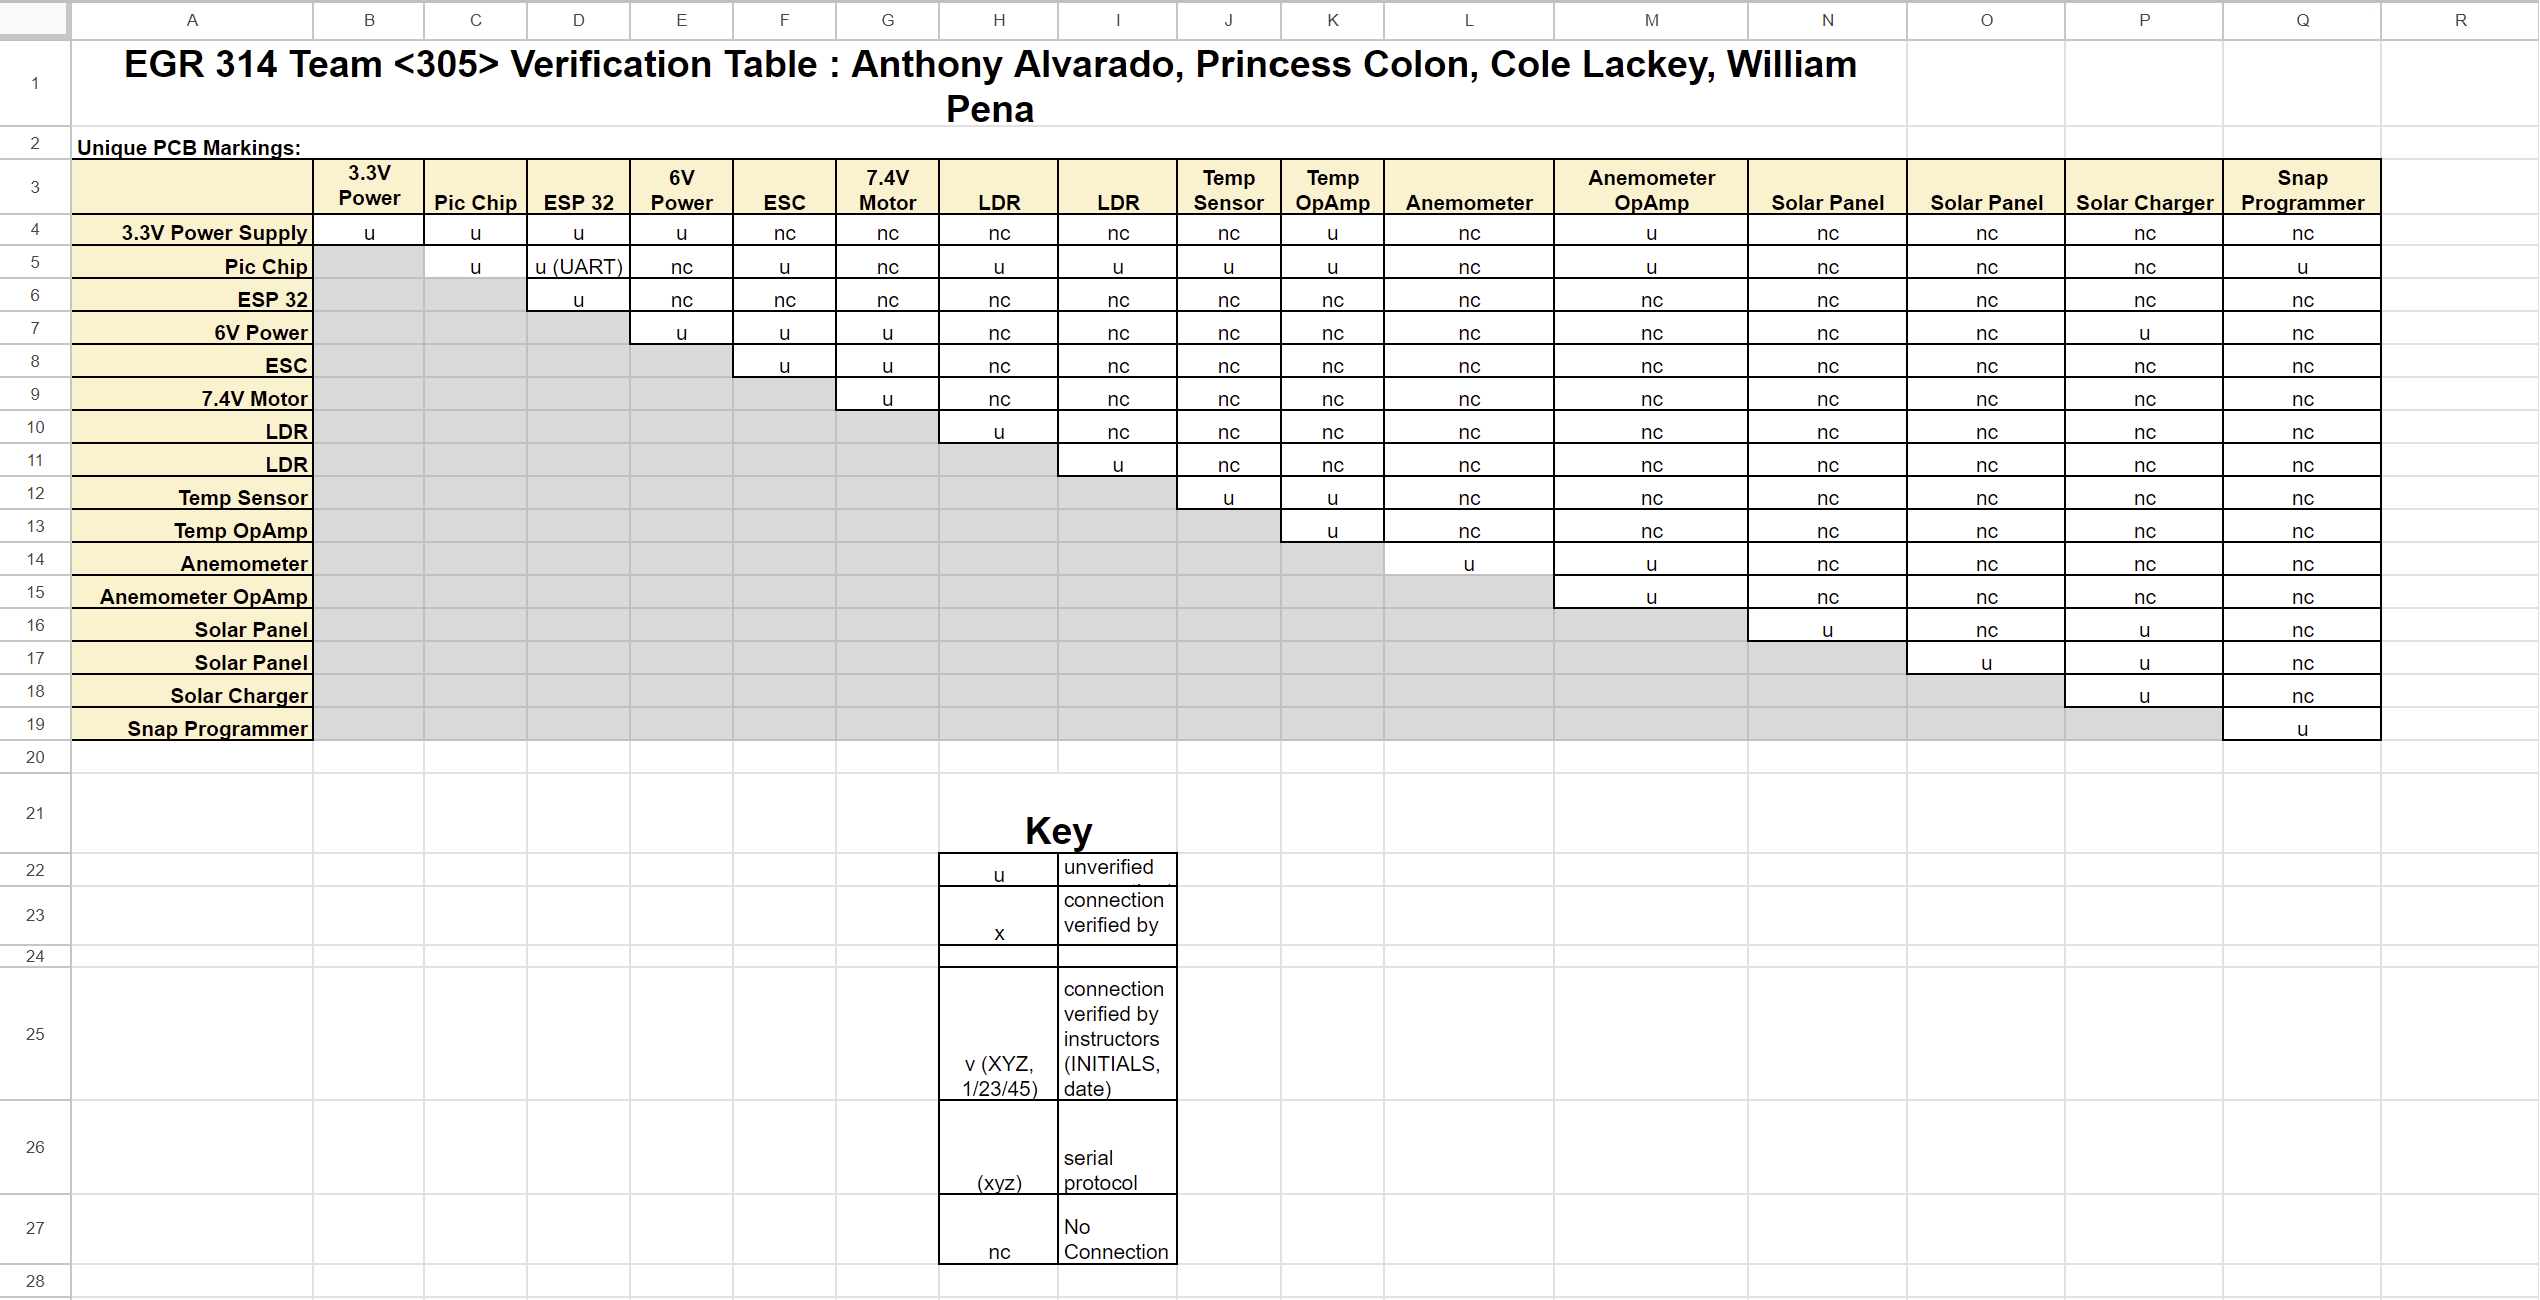 A B C D E F G H I J K L M N O P Q R
1 EGR 314 Team <305> Verification Table : Anthony Alvarado, Princess Colon, Cole Lackey, William
Pena
2 Unique PCB Markings:
3 3.3V Power Pic Chip ESP 32 6V Power ESC 7.4V Motor LDR LDR Temp Sensor Temp OpAmp Anemometer Anemometer OpAmp Solar Panel Solar Panel Solar Charger Snap Programmer
4 3.3V Power Supply u u u u nc nc nc nc nc u nc u nc nc nc nc
5 Pic Chip u u (UART) nc u nc u u u u nc u nc nc nc u
6 ESP 32 u nc nc nc nc nc nc nc nc nc nc nc nc nc
7 6V Power u u u nc nc nc nc nc nc nc nc u nc
8 ESC u u nc nc nc nc nc nc nc nc nc nc
9 7.4V Motor u nc nc nc nc nc nc nc nc nc nc
10 LDR u nc nc nc nc nc nc nc nc nc
11 LDR u nc nc nc nc nc nc nc nc
12 Temp Sensor u u nc nc nc nc nc nc
13 Temp OpAmp u nc nc nc nc nc nc
14 Anemometer u u nc nc nc nc
15 Anemometer OpAmp u nc nc nc nc
16 Solar Panel u nc u nc
17 Solar Panel u u nc
18 Solar Charger u nc
19 Snap Programmer u
20
21 Key
22 u unverified
23 x connection
verified by
24
25 v (XYZ, 1/23/45) connection
verified by
instructors
(INITIALS,
date)
26 (xyz) serial
protocol
27 nc No
Connection
28